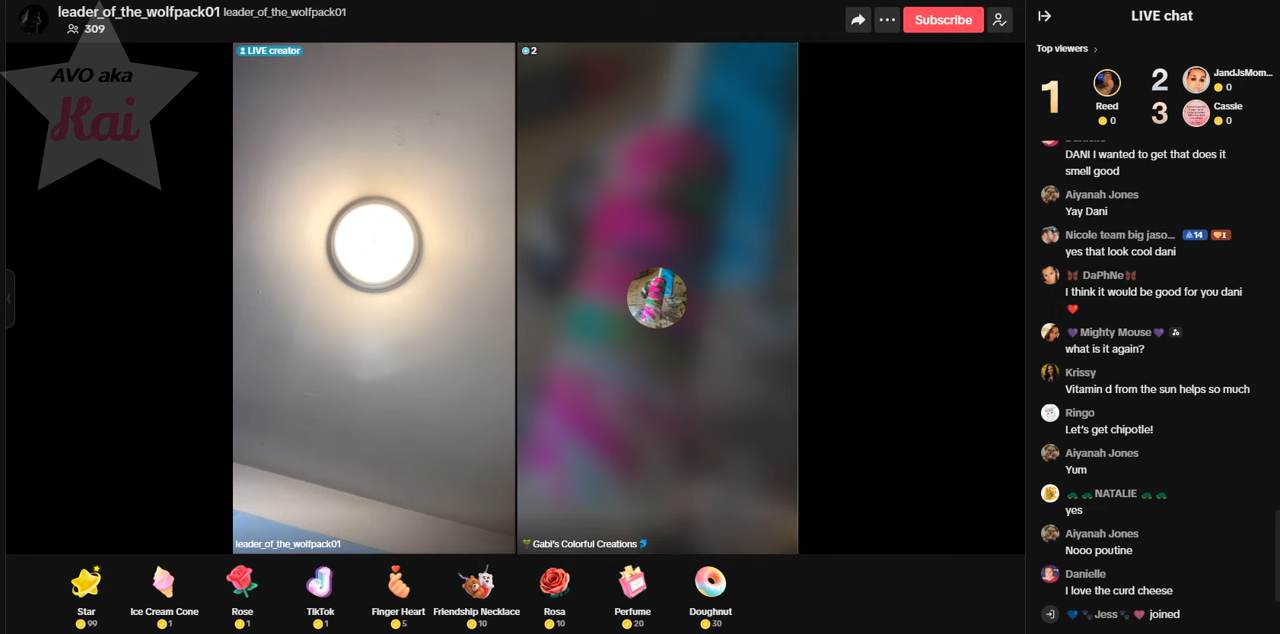 leader_of_the_wolfpack01 leader_of_the_wolfpack01
309
Subscribe
AVO aka
Kai
LIVE creator
2
leader_of_the_wolfpack01
Gabi's Colorful Creations
Star
99
Ice Cream Cone
1
Rose
1
TikTok
1
Finger Heart
5
Friendship Necklace
10
Rosa
10
Perfume
20
Doughnut
30
LIVE chat
Top viewers
1
Reed
0
2
JandJsMom...
0
3
Cassie
0
DANI I wanted to get that does it
smell good
Aiyanah Jones
Yay Dani
Nicole team big jaso... 14 I
yes that look cool dani
DaPhNe
I think it would be good for you dani
Mighty Mouse
what is it again?
Krissy
Vitamin d from the sun helps so much
Ringo
Let's get chipotle!
Aiyanah Jones
Yum
NATALIE
yes
Aiyanah Jones
Nooo poutine
Danielle
I love the curd cheese
Jess joined